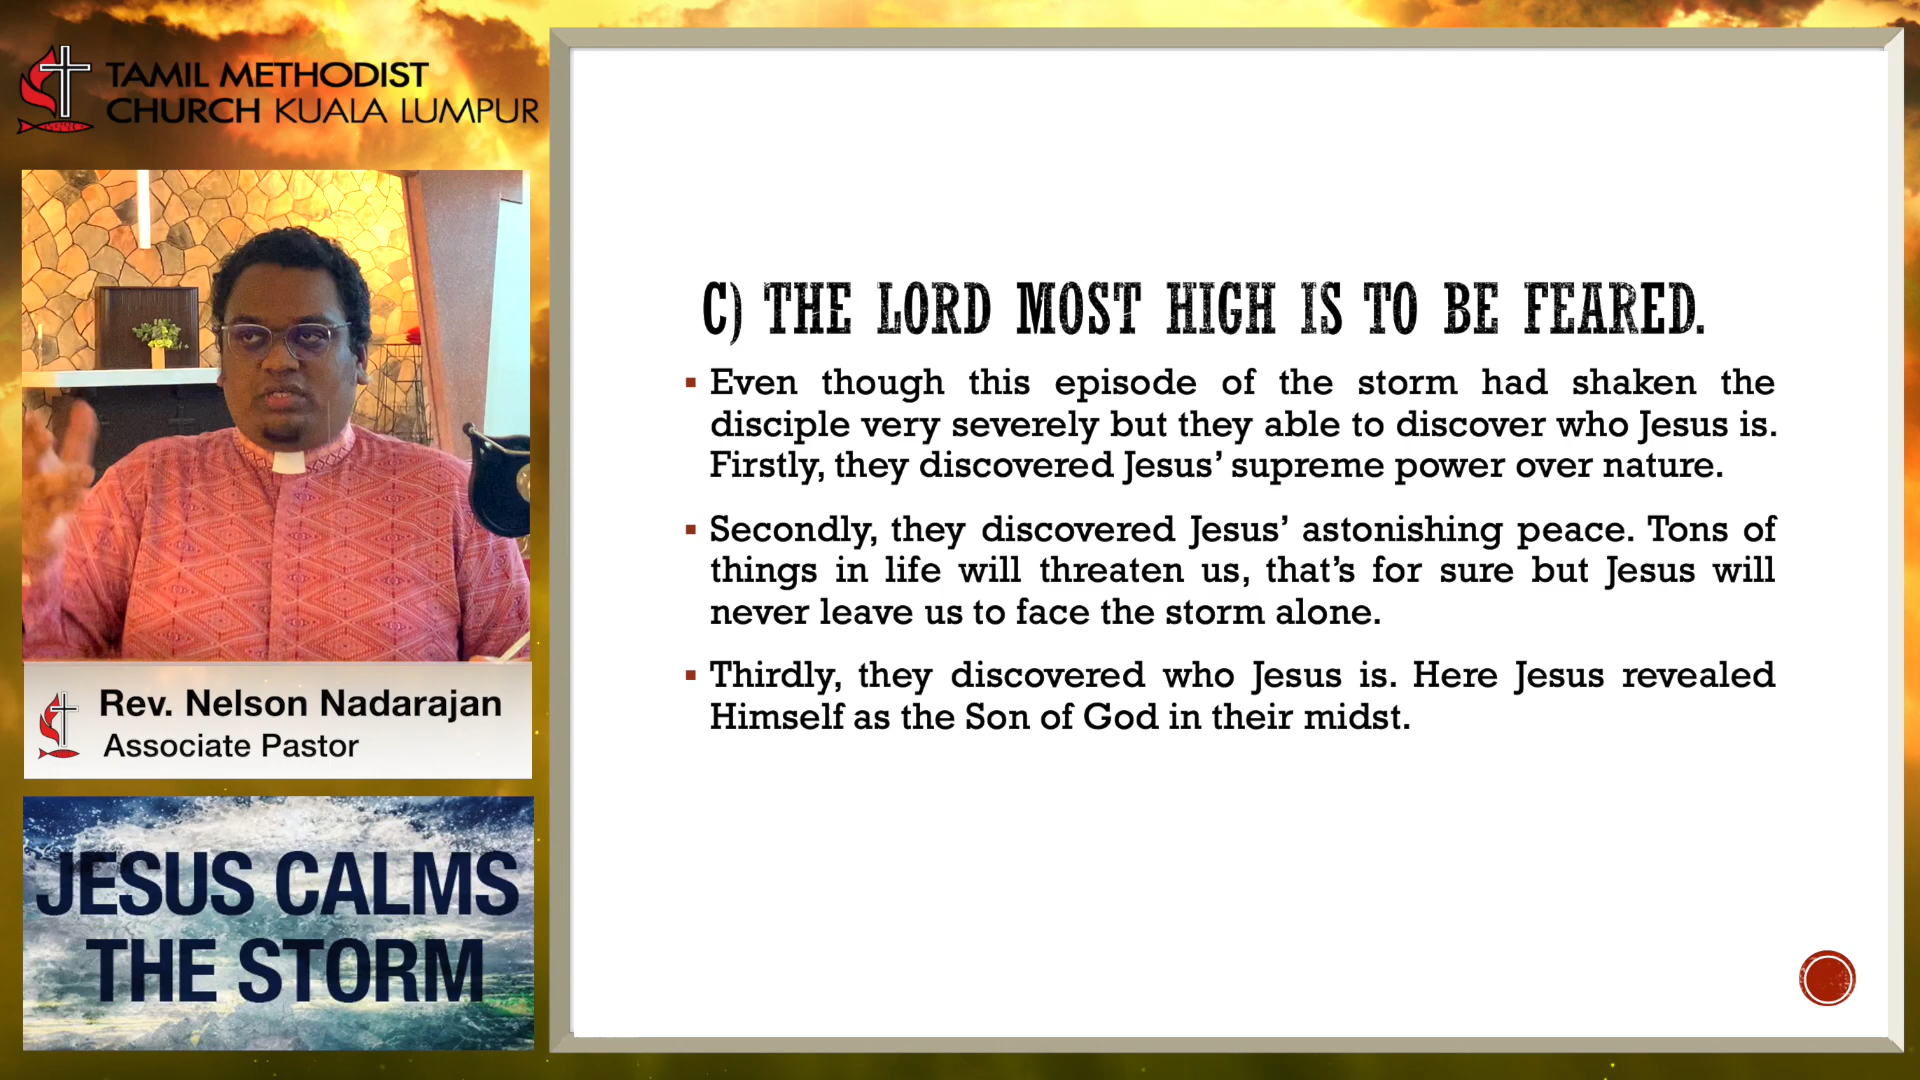 TAMIL METHODIST
CHURCH KUALA LUMPUR
Rev. Nelson Nadarajan
Associate Pastor
JESUS CALMS
THE STORM
C) THE LORD MOST HIGH IS TO BE FEARED.
▪ Even though this episode of the storm had shaken the
disciple very severely but they able to discover who Jesus is.
Firstly, they discovered Jesus’ supreme power over nature.
▪ Secondly, they discovered Jesus’ astonishing peace. Tons of
things in life will threaten us, that’s for sure but Jesus will
never leave us to face the storm alone.
▪ Thirdly, they discovered who Jesus is. Here Jesus revealed
Himself as the Son of God in their midst.